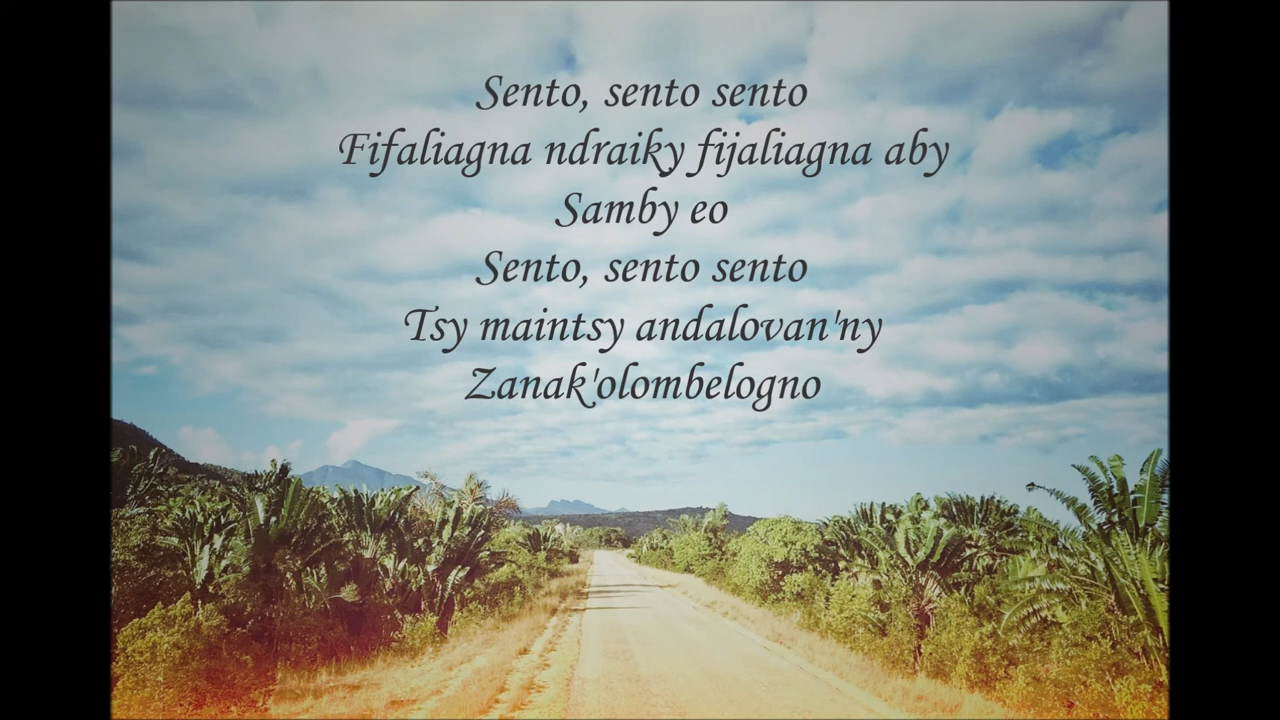 Sento, sento sento
Fifaliagna ndraiky fijaliagna aby
Samby eo
Sento, sento sento
Tsy maintsy andalovan'ny
Zanak'olombelogno